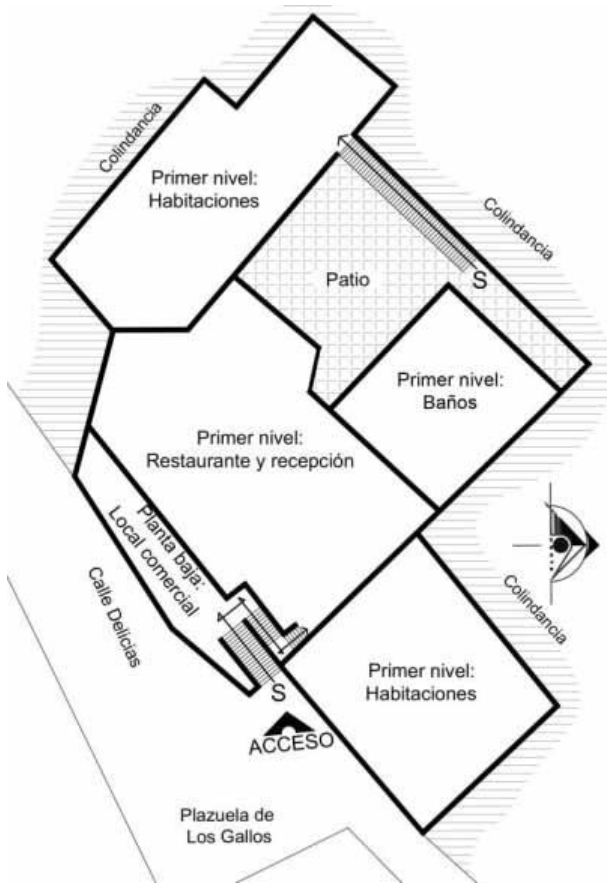 Colindancia
Primer nivel:
Habitaciones
Colindancia
Patio
S
Primer nivel:
Baños
Primer nivel:
Restaurante y recepción
Planta baja:
Local comercial
Calle Delicias
Colindancia
Primer nivel:
Habitaciones
S
ACCESO
Plazuela de
Los Gallos